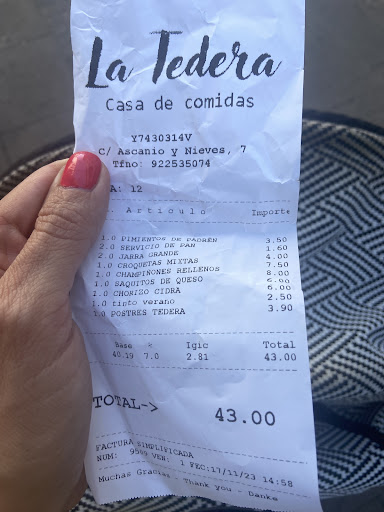 La Tedera
Casa de comidas
Y7430314V
C/ Ascanio y Nieves, 7
Tfno: 922535074
A: 12
. Articulo Importe
1.0 PIMIENTOS DE PADRÓN 3.50
2.0 SERVICIO DE PAN 1.60
2.0 JARRA GRANDE 4.00
1.0 CROQUETAS MIXTAS 7.50
1.0 CHAMPIÑONES RELLENOS 8.00
1.0 SAQUITOS DE QUESO 6.00
1.0 CHORIZO CIDRA 6.00
1.0 tinto verano 2.50
1.0 POSTRES TEDERA 3.90
Base % Igic Total
40.19 7.0 2.81 43.00
TOTAL-> 43.00
FACTURA SIMPLIFICADA
NUM: VEN: 1 FEC:17/11/23 14:58
Muchas Gracias. Thank you. Danke